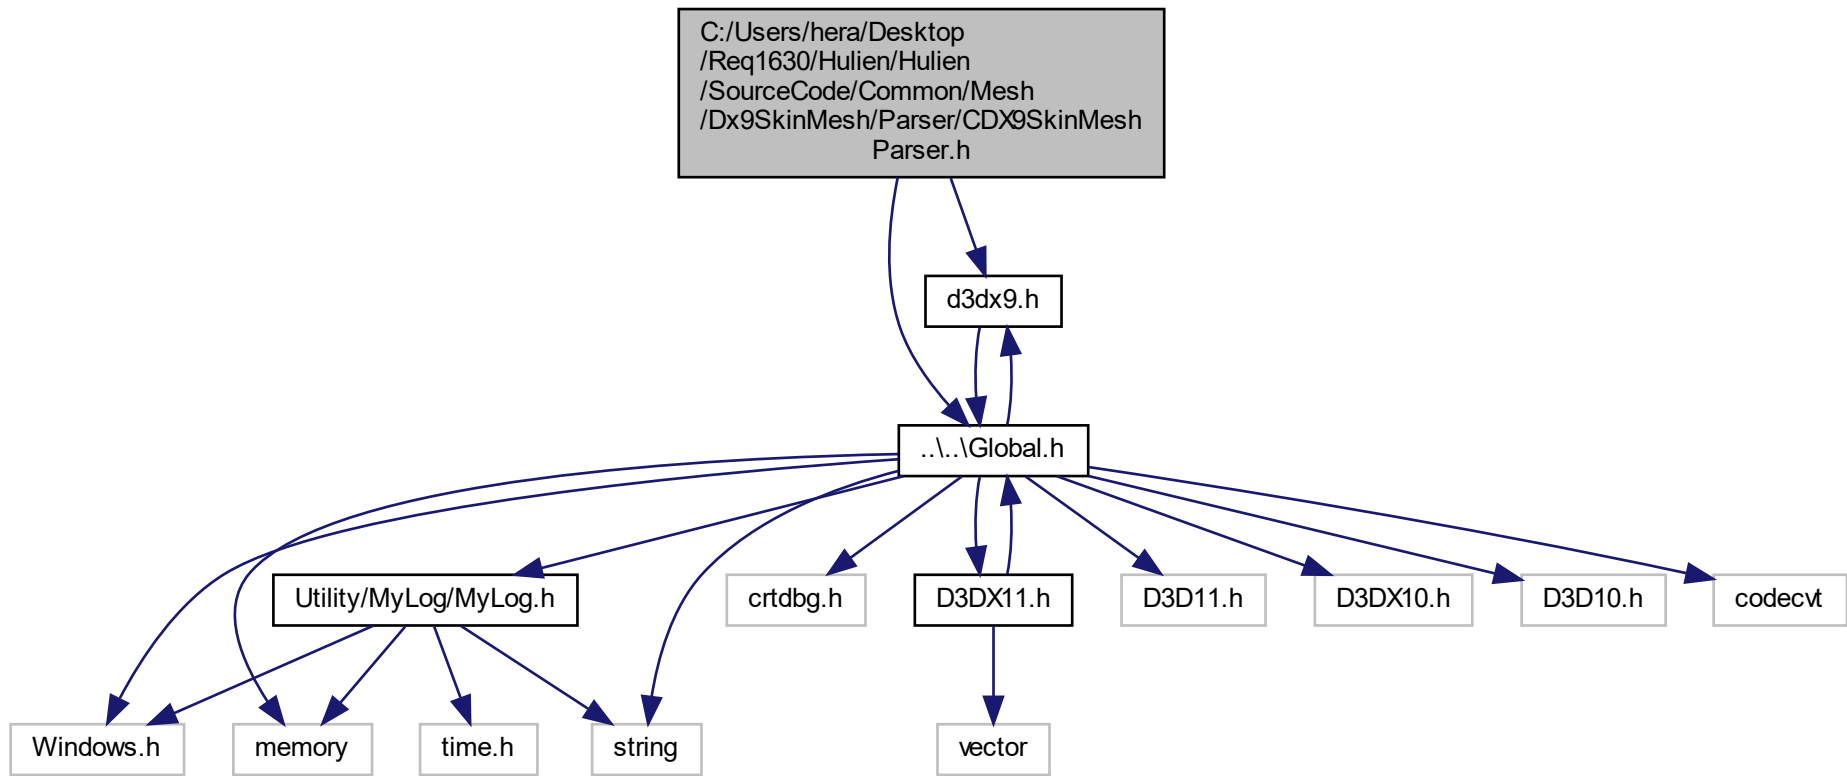 C:/Users/hera/Desktop
/Req1630/Hulien/Hulien
/SourceCode/Common/Mesh
/Dx9SkinMesh/Parser/CDX9SkinMesh
Parser.h
d3dx9.h
..\..\Global.h
Utility/MyLog/MyLog.h
crtdbg.h
D3DX11.h
D3D11.h
D3DX10.h
D3D10.h
codecvt
Windows.h
memory
time.h
string
vector